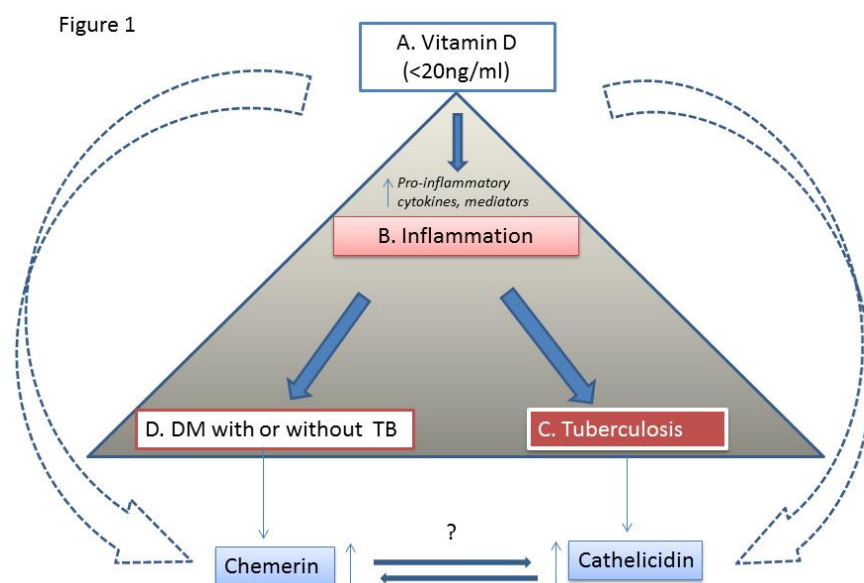 Figure 1
A. Vitamin D
(<20ng/ml)
Pro-inflammatory
cytokines, mediators
B. Inflammation
D. DM with or without TB
C. Tuberculosis
?
Chemerin
Cathelicidin